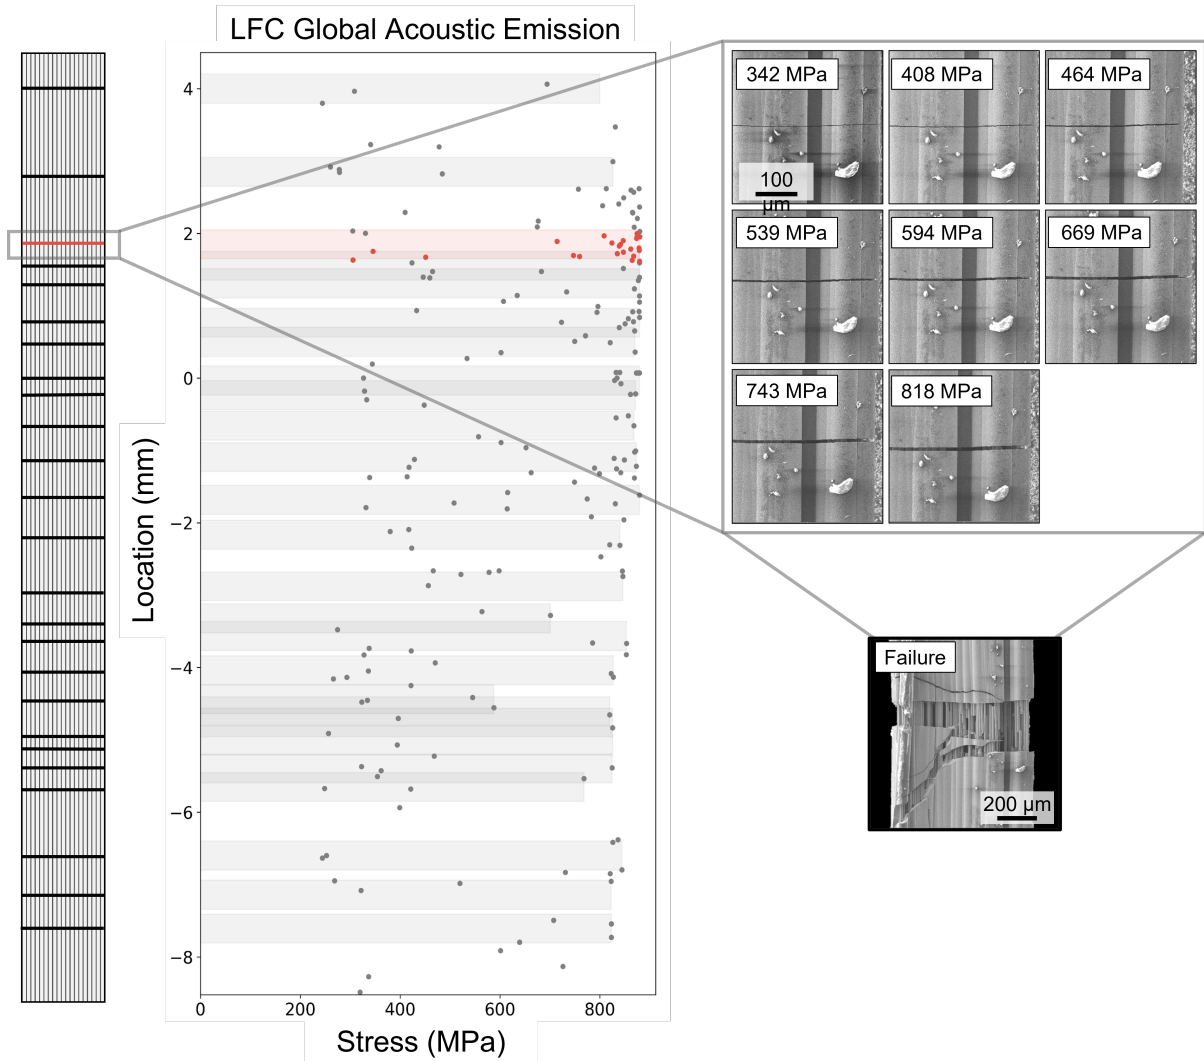 LFC Global Acoustic Emission
4
2
0
−2
−4
−6
−8
Location (mm)
0
200
400
600
800
Stress (MPa)
342 MPa
408 MPa
464 MPa
100
μm
539 MPa
594 MPa
669 MPa
743 MPa
818 MPa
Failure
200 μm